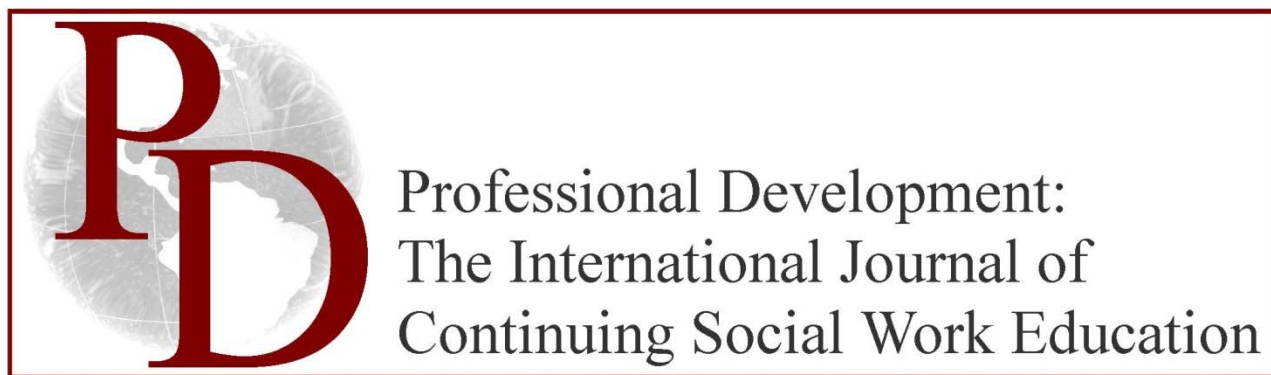 PD
Professional Development:
The International Journal of
Continuing Social Work Education